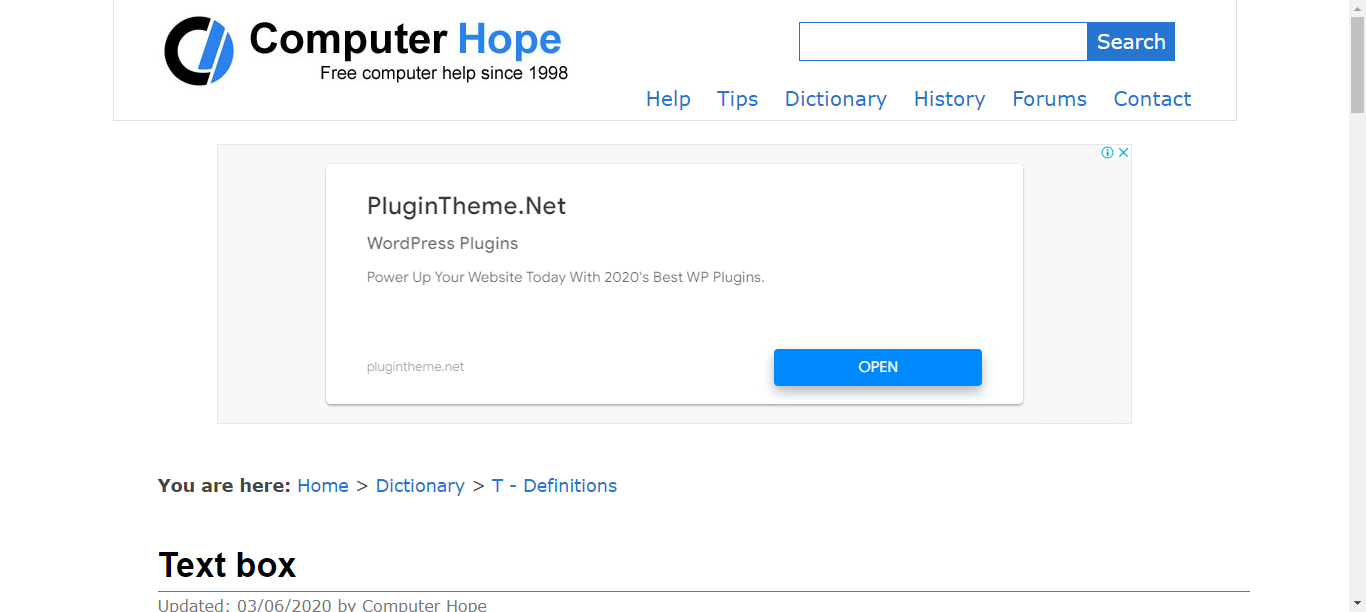 Computer Hope
Free computer help since 1998
Search
Help Tips Dictionary History Forums Contact
PluginTheme.Net
WordPress Plugins
Power Up Your Website Today With 2020's Best WP Plugins.
plugintheme.net
OPEN
You are here: Home > Dictionary > T - Definitions
Text box
Updated: 03/06/2020 by Computer Hope